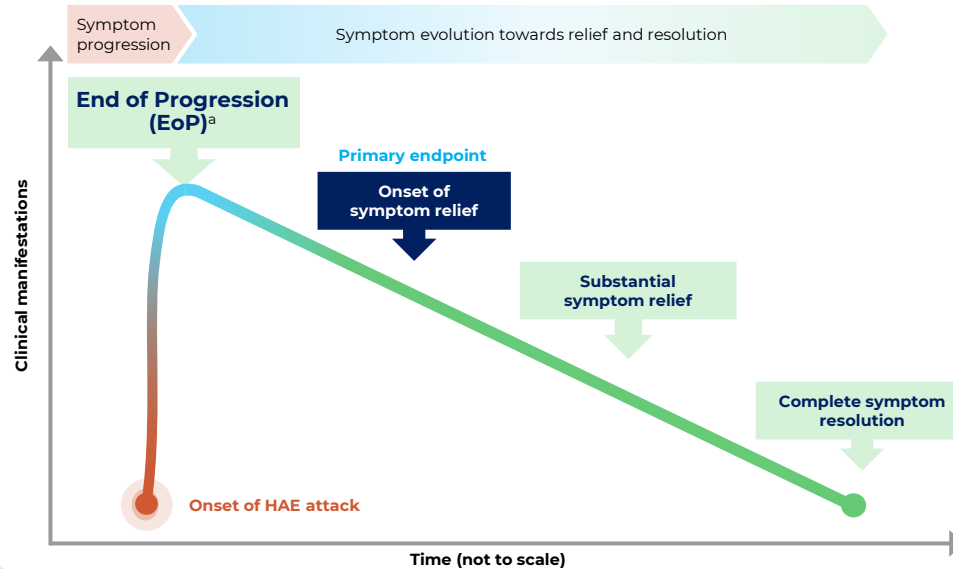 Symptom
progression
Symptom evolution towards relief and resolution
End of Progression
(EoP)ᵃ
Primary endpoint
Onset of
symptom relief
Substantial
symptom relief
Complete symptom
resolution
Clinical manifestations
Onset of HAE attack
Time (not to scale)